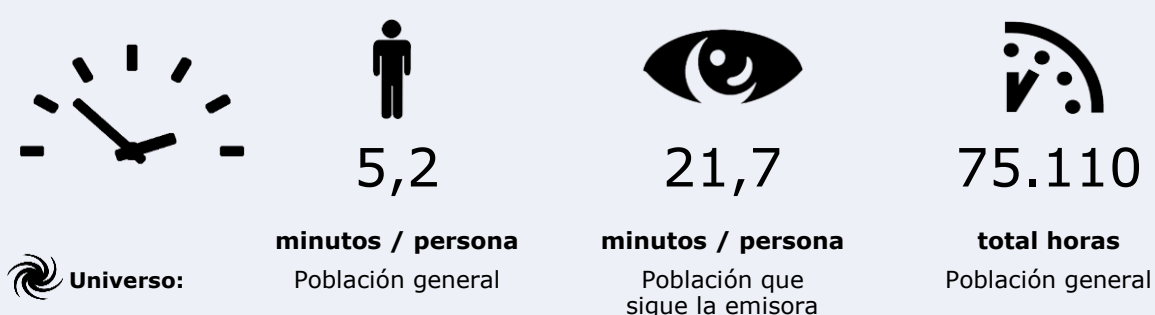 5,2
21,7
75.110
minutos / persona
minutos / persona
total horas
Universo:
Población general
Población que
sigue la emisora
Población general